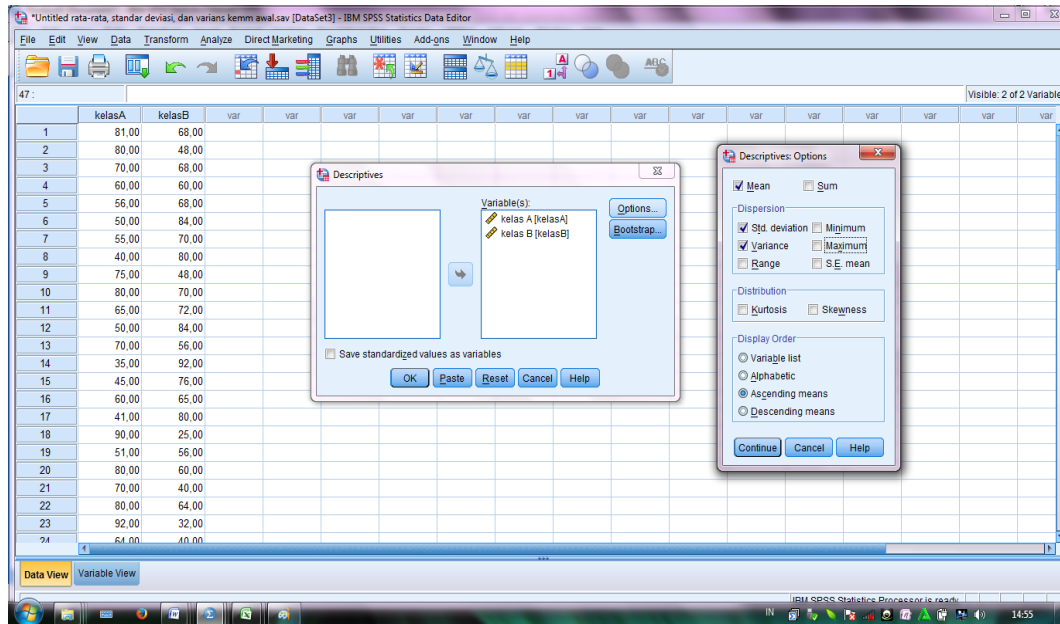 *Untitled rata-rata, standar deviasi, dan varians kemm awal.sav [DataSet3] - IBM SPSS Statistics Data Editor
File Edit View Data Transform Analyze Direct Marketing Graphs Utilities Add-ons Window Help
47 :
Visible: 2 of 2 Variable
kelasA kelasB var var var var var var var var var var var var var var var
1 81,00 68,00
2 80,00 48,00
3 70,00 68,00
4 60,00 60,00
5 56,00 68,00
6 50,00 84,00
7 55,00 70,00
8 40,00 80,00
9 75,00 48,00
10 80,00 70,00
11 65,00 72,00
12 50,00 84,00
13 70,00 56,00
14 35,00 92,00
15 45,00 76,00
16 60,00 65,00
17 41,00 80,00
18 90,00 25,00
19 51,00 56,00
20 80,00 60,00
21 70,00 40,00
22 80,00 64,00
23 92,00 32,00
24 64,00 40,00
Descriptives
Variable(s):
kelas A [kelasA]
kelas B [kelasB]
Options...
Bootstrap...
Save standardized values as variables
OK Paste Reset Cancel Help
Descriptives: Options
Mean Sum
Dispersion
Std. deviation Minimum
Variance Maximum
Range S.E. mean
Distribution
Kurtosis Skewness
Display Order
Variable list
Alphabetic
Ascending means
Descending means
Continue Cancel Help
Data View Variable View
IBM SPSS Statistics Processor is ready
IN 14:55